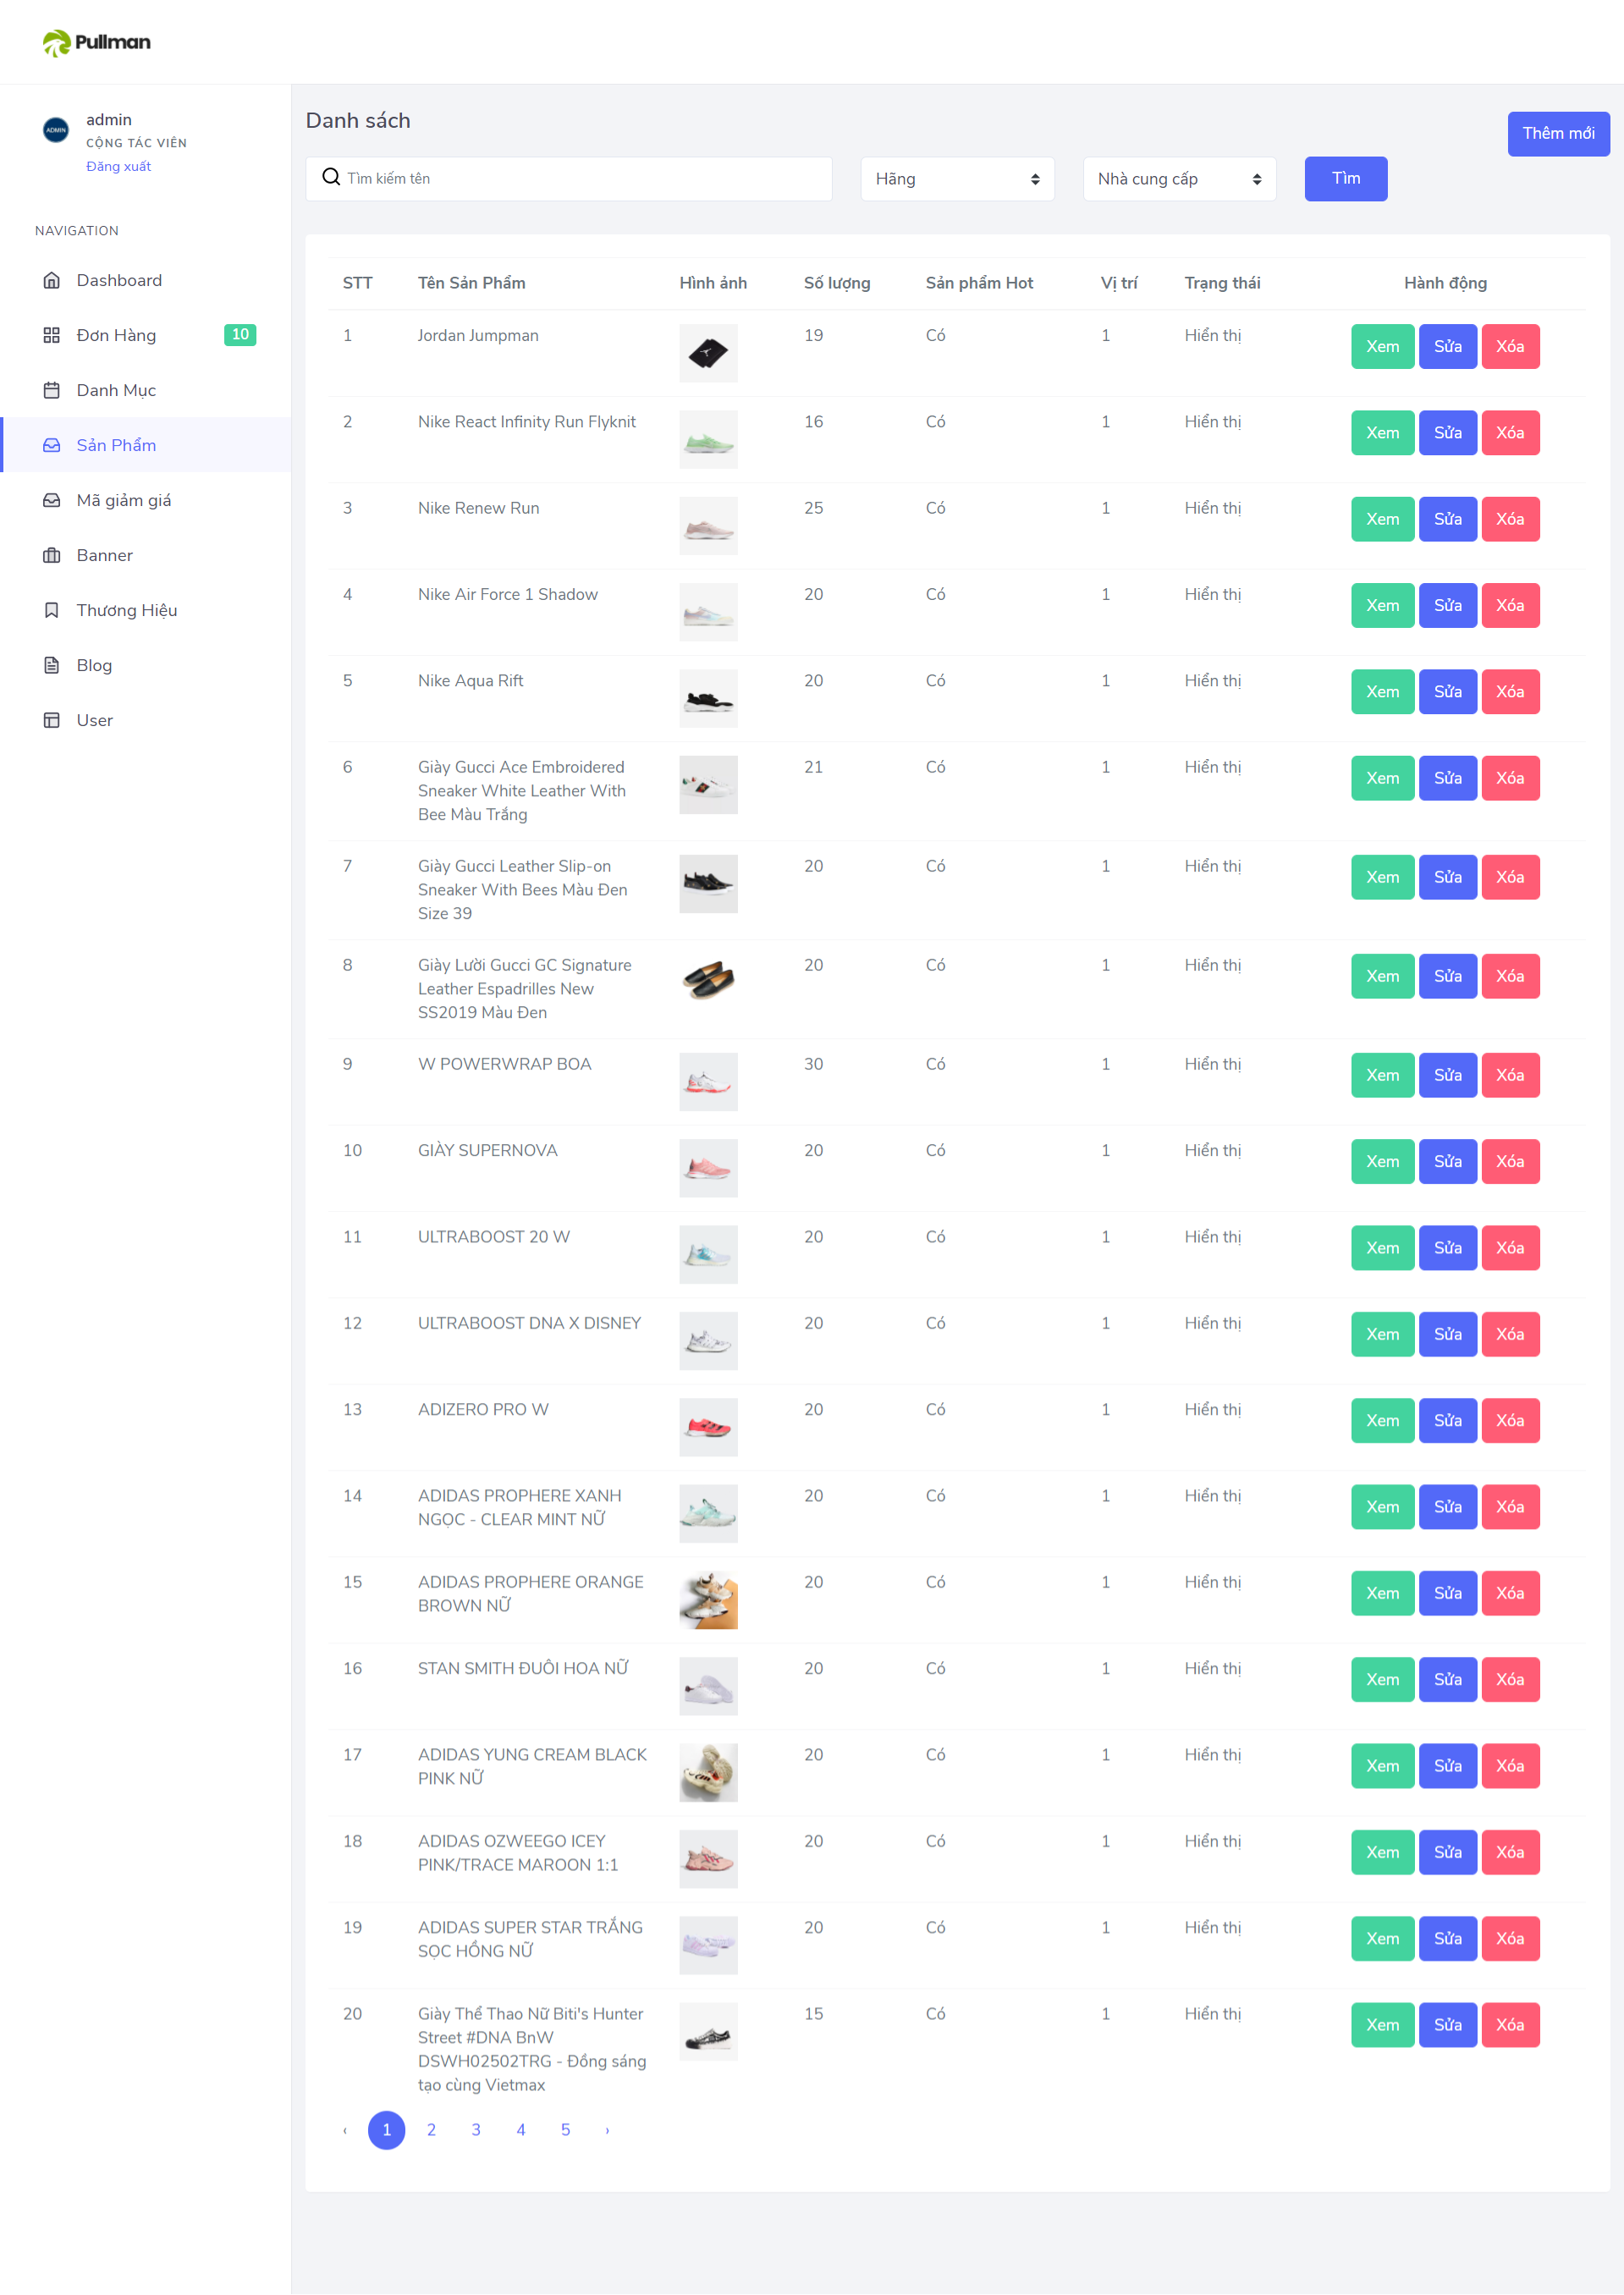 Pullman
ADMIN
admin
CỘNG TÁC VIÊN
Đăng xuất
NAVIGATION
Dashboard
Đơn Hàng 10
Danh Mục
Sản Phẩm
Mã giảm giá
Banner
Thương Hiệu
Blog
User
Danh sách
Thêm mới
Tìm kiếm tên Hãng Nhà cung cấp Tìm
STT Tên Sản Phẩm Hình ảnh Số lượng Sản phẩm Hot Vị trí Trạng thái Hành động
1 Jordan Jumpman 19 Có 1 Hiển thị Xem Sửa Xóa
2 Nike React Infinity Run Flyknit 16 Có 1 Hiển thị Xem Sửa Xóa
3 Nike Renew Run 25 Có 1 Hiển thị Xem Sửa Xóa
4 Nike Air Force 1 Shadow 20 Có 1 Hiển thị Xem Sửa Xóa
5 Nike Aqua Rift 20 Có 1 Hiển thị Xem Sửa Xóa
6 Giày Gucci Ace Embroidered 21 Có 1 Hiển thị Xem Sửa Xóa
Sneaker White Leather With
Bee Màu Trắng
7 Giày Gucci Leather Slip-on 20 Có 1 Hiển thị Xem Sửa Xóa
Sneaker With Bees Màu Đen
Size 39
8 Giày Lười Gucci GC Signature 20 Có 1 Hiển thị Xem Sửa Xóa
Leather Espadrilles New
SS2019 Màu Đen
9 W POWERWRAP BOA 30 Có 1 Hiển thị Xem Sửa Xóa
10 GIÀY SUPERNOVA 20 Có 1 Hiển thị Xem Sửa Xóa
11 ULTRABOOST 20 W 20 Có 1 Hiển thị Xem Sửa Xóa
12 ULTRABOOST DNA X DISNEY 20 Có 1 Hiển thị Xem Sửa Xóa
13 ADIZERO PRO W 20 Có 1 Hiển thị Xem Sửa Xóa
14 ADIDAS PROPHERE XANH 20 Có 1 Hiển thị Xem Sửa Xóa
NGỌC - CLEAR MINT NỮ
15 ADIDAS PROPHERE ORANGE 20 Có 1 Hiển thị Xem Sửa Xóa
BROWN NỮ
16 STAN SMITH ĐUÔI HOA NỮ 20 Có 1 Hiển thị Xem Sửa Xóa
17 ADIDAS YUNG CREAM BLACK 20 Có 1 Hiển thị Xem Sửa Xóa
PINK NỮ
18 ADIDAS OZWEEGO ICEY 20 Có 1 Hiển thị Xem Sửa Xóa
PINK/TRACE MAROON 1:1
19 ADIDAS SUPER STAR TRẮNG 20 Có 1 Hiển thị Xem Sửa Xóa
SỌC HỒNG NỮ
20 Giày Thể Thao Nữ Biti's Hunter 15 Có 1 Hiển thị Xem Sửa Xóa
Street #DNA BnW
DSWH02502TRG - Đồng sáng
tạo cùng Vietmax
‹ 1 2 3 4 5 ›